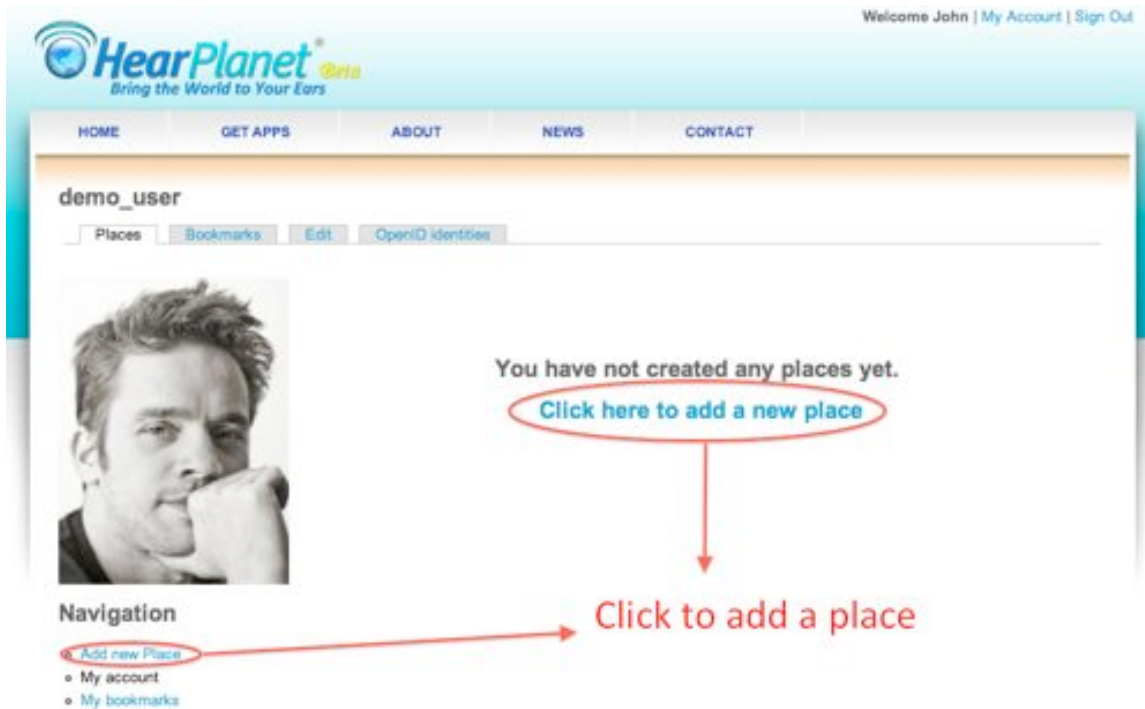 Welcome John | My Account | Sign Out
HearPlanet® Beta
Bring the World to Your Ears
HOME GET APPS ABOUT NEWS CONTACT
demo_user
Places Bookmarks Edit OpenID identities
You have not created any places yet.
Click here to add a new place
Click to add a place
Navigation
Add new Place
My account
My bookmarks